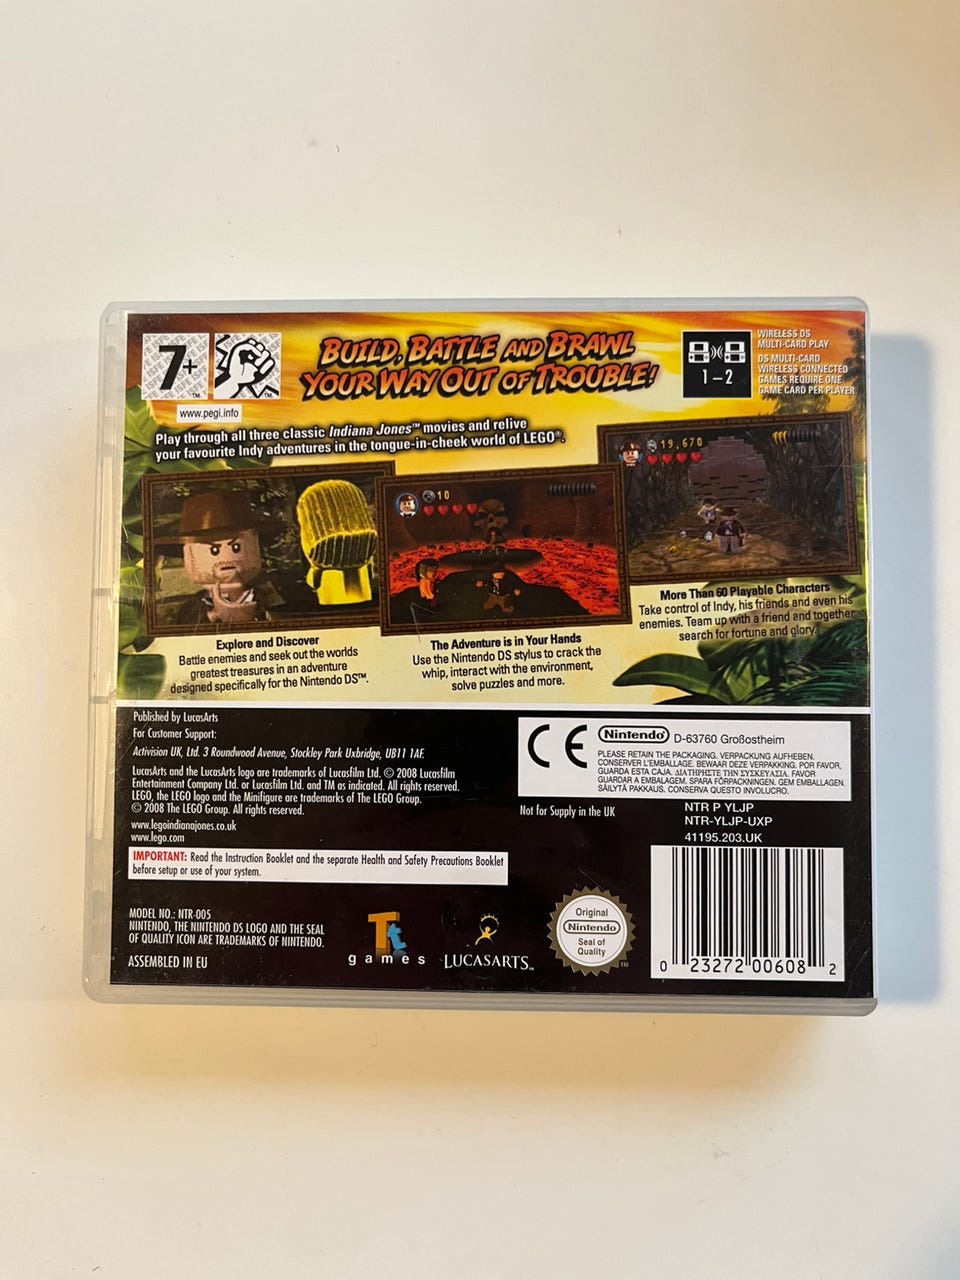 7+
www.pegi.info
BUILD, BATTLE AND BRAWL
YOUR WAY OUT OF TROUBLE!
1-2
WIRELESS DS
MULTI-CARD PLAY
DS MULTI-CARD
WIRELESS CONNECTED
GAMES REQUIRE ONE
GAME CARD PER PLAYER.
Play through all three classic Indiana Jones™ movies and relive
your favourite Indy adventures in the tongue-in-cheek world of LEGO®.
10
19,670
Explore and Discover
Battle enemies and seek out the worlds
greatest treasures in an adventure
designed specifically for the Nintendo DS™.
The Adventure is in Your Hands
Use the Nintendo DS stylus to crack the
whip, interact with the environment,
solve puzzles and more.
More Than 60 Playable Characters
Take control of Indy, his friends and even his
enemies. Team up with a friend and together
search for fortune and glory.
Published by LucasArts
For Customer Support:
Activision UK, Ltd. 3 Roundwood Avenue, Stockley Park Uxbridge, UB11 1AF.
LucasArts and the LucasArts logo are trademarks of Lucasfilm Ltd. © 2008 Lucasfilm
Entertainment Company Ltd. or Lucasfilm Ltd. and TM as indicated. All rights reserved.
LEGO, the LEGO logo and the Minifigure are trademarks of The LEGO Group.
© 2008 The LEGO Group. All rights reserved.
www.legoindianajones.co.uk
www.lego.com
IMPORTANT: Read the Instruction Booklet and the separate Health and Safety Precautions Booklet
before setup or use of your system.
MODEL NO.: NTR-005
NINTENDO, THE NINTENDO DS LOGO AND THE SEAL
OF QUALITY ICON ARE TRADEMARKS OF NINTENDO.
ASSEMBLED IN EU
Tt
games
LUCASARTS™
CE
Nintendo® D-63760 Großostheim
PLEASE RETAIN THE PACKAGING. VERPACKUNG AUFHEBEN.
CONSERVER L'EMBALLAGE. BEWAAR DEZE VERPAKKING. POR FAVOR,
GUARDA ESTA CAJA. ΔΙΑΤΗΡΗΣΤΕ ΤΗΝ ΣΥΣΚΕΥΑΣΙΑ. FAVOR
GUARDAR A EMBALAGEM. SPARA FÖRPACKNINGEN. GEM EMBALLAGEN.
SÄILYTÄ PAKKAUS. CONSERVA QUESTO INVOLUCRO.
Not for Supply in the UK
NTR P YLJP
NTR-YLJP-UXP
41195.203.UK
Original
Nintendo
Seal of
Quality
TM
0 23272 00608 2